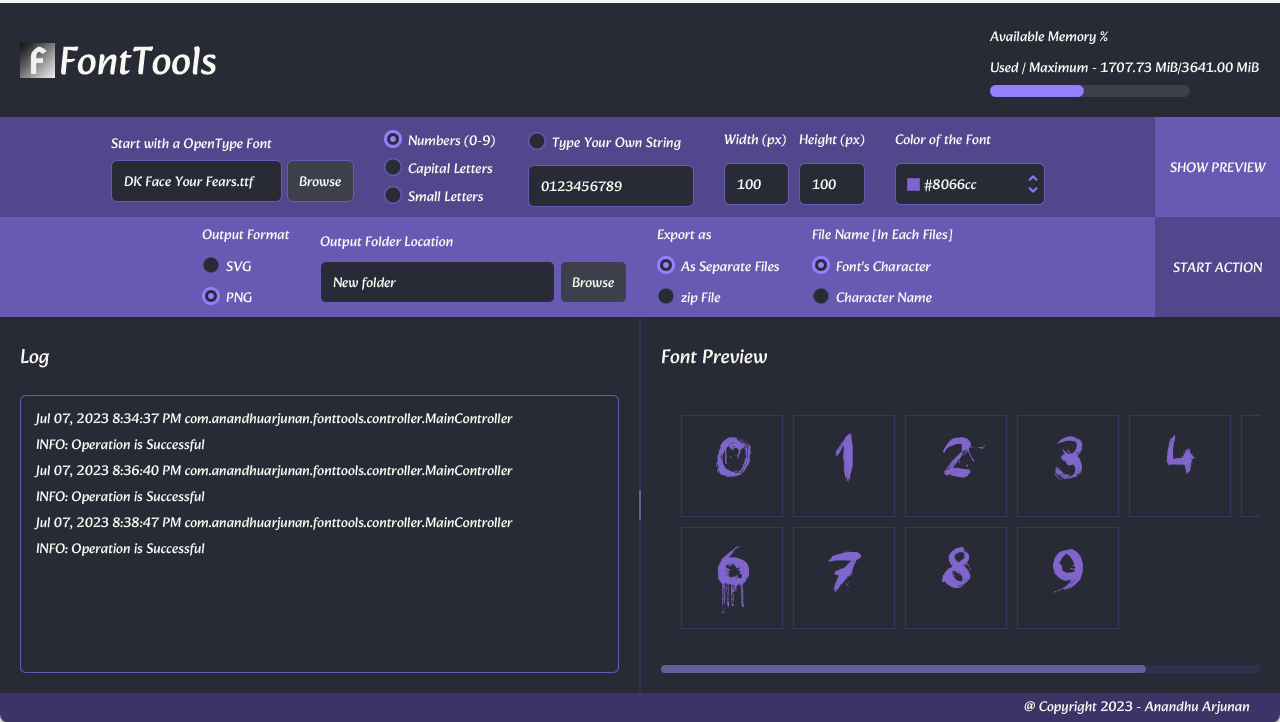 FontTools
Available Memory %
Used / Maximum - 1707.73 MiB/3641.00 MiB
Start with a OpenType Font
DK Face Your Fears.ttf
Browse
Numbers (0-9)
Capital Letters
Small Letters
Type Your Own String
0123456789
Width (px)
100
Height (px)
100
Color of the Font
#8066cc
SHOW PREVIEW
Output Format
SVG
PNG
Output Folder Location
New folder
Browse
Export as
As Separate Files
zip File
File Name [In Each Files]
Font's Character
Character Name
START ACTION
Log
Jul 07, 2023 8:34:37 PM com.anandhuarjunan.fonttools.controller.MainController
INFO: Operation is Successful
Jul 07, 2023 8:36:40 PM com.anandhuarjunan.fonttools.controller.MainController
INFO: Operation is Successful
Jul 07, 2023 8:38:47 PM com.anandhuarjunan.fonttools.controller.MainController
INFO: Operation is Successful
Font Preview
0 1 2 3 4
6 7 8 9
@ Copyright 2023 - Anandhu Arjunan